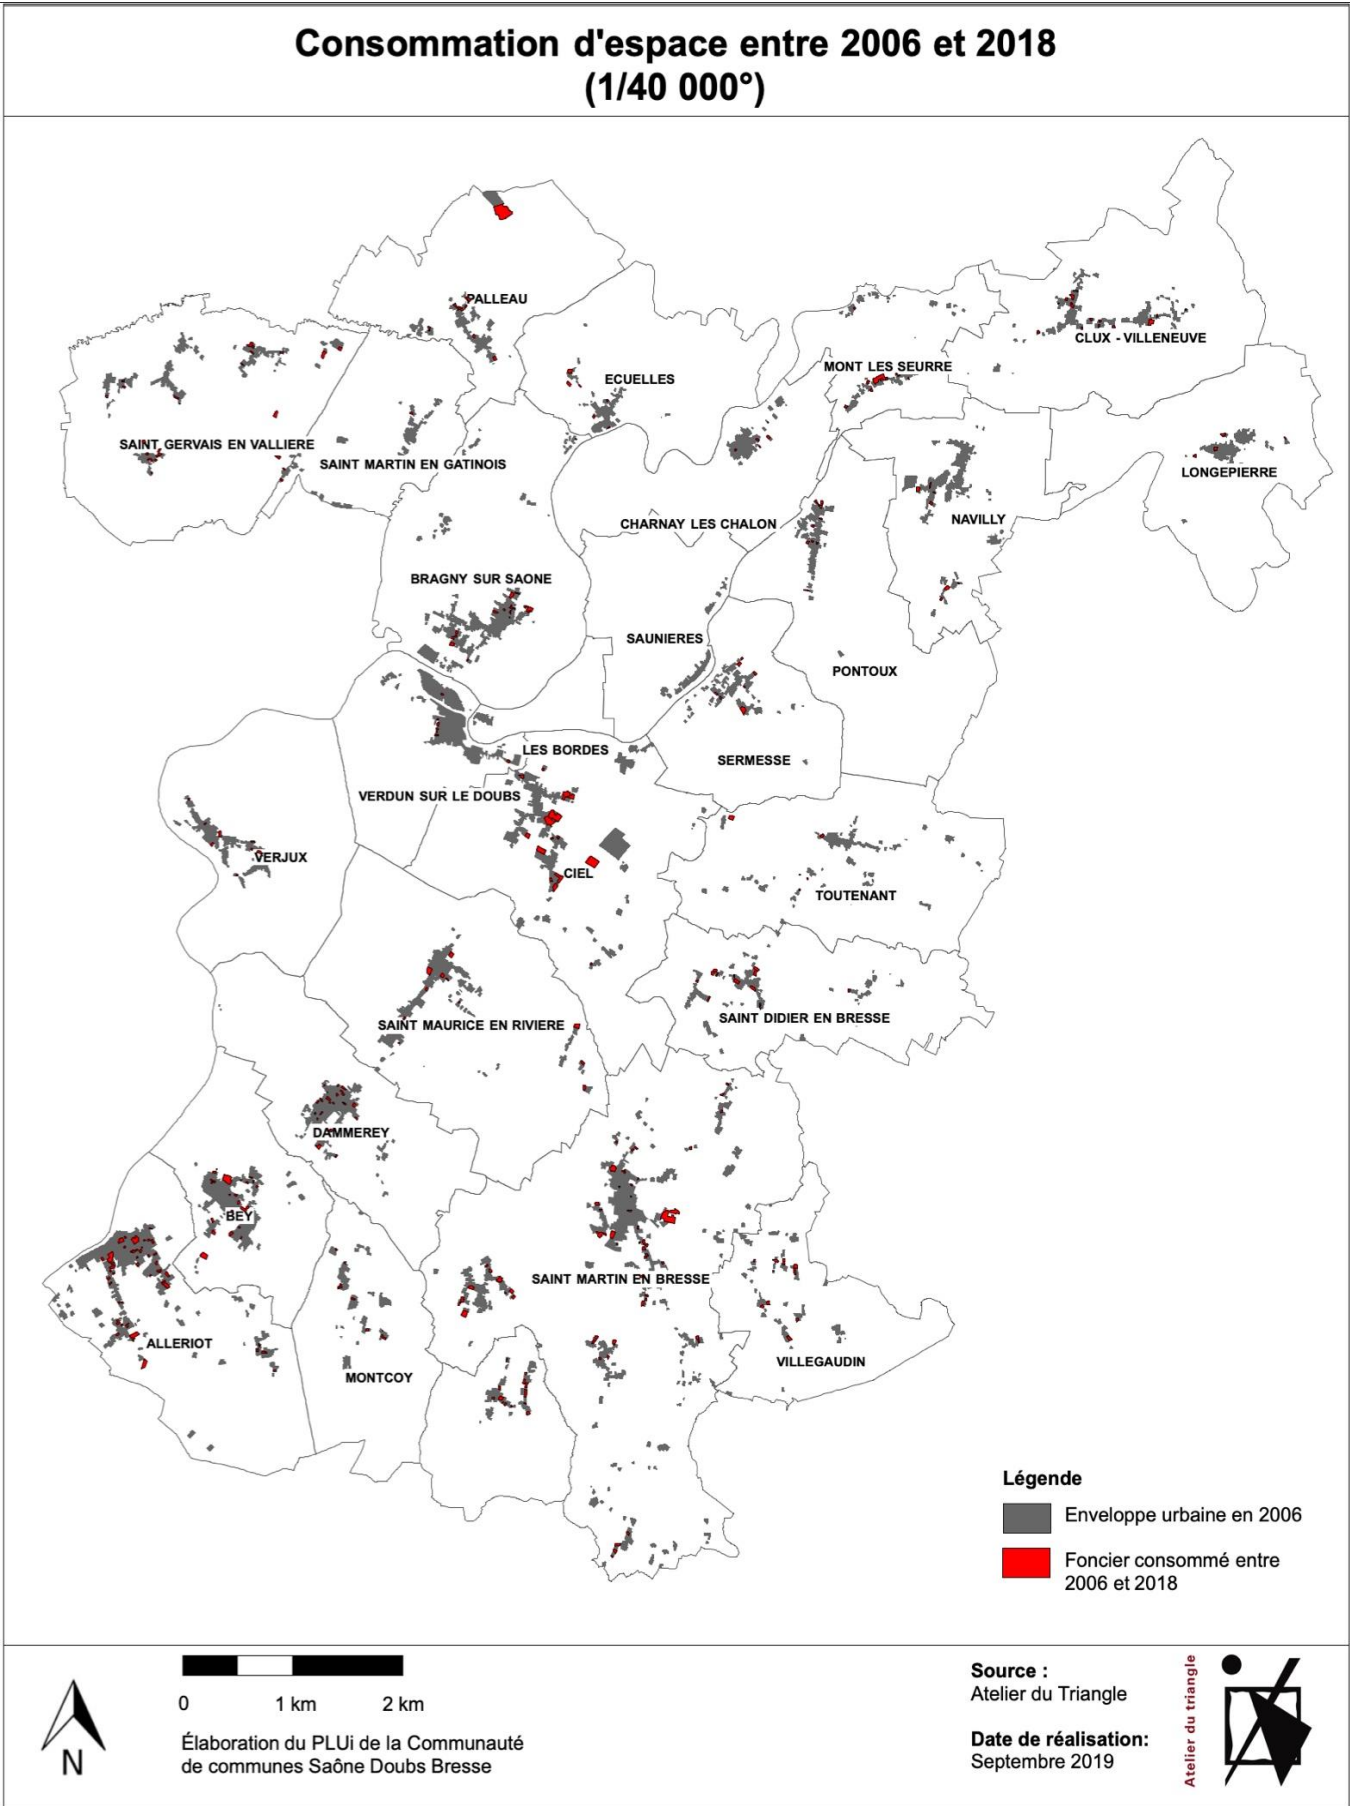 Consommation d'espace entre 2006 et 2018
(1/40 000°)
PALLEAU
CLUX - VILLENEUVE
MONT LES SEURRE
ECUELLES
SAINT GERVAIS EN VALLIERE
SAINT MARTIN EN GATINOIS
LONGEPIERRE
NAVILLY
CHARNAY LES CHALON
BRAGNY SUR SAONE
SAUNIERES
PONTOUX
LES BORDES
SERMESSE
VERDUN SUR LE DOUBS
VERJUX
CIEL
TOUTENANT
SAINT DIDIER EN BRESSE
SAINT MAURICE EN RIVIERE
DAMMEREY
BEY
SAINT MARTIN EN BRESSE
ALLERIOT
VILLEGAUDIN
MONTCOY
Légende
Enveloppe urbaine en 2006
Foncier consommé entre
2006 et 2018
N
0 1 km 2 km
Élaboration du PLUi de la Communauté
de communes Saône Doubs Bresse
Source :
Atelier du Triangle
Date de réalisation:
Septembre 2019
Atelier du triangle